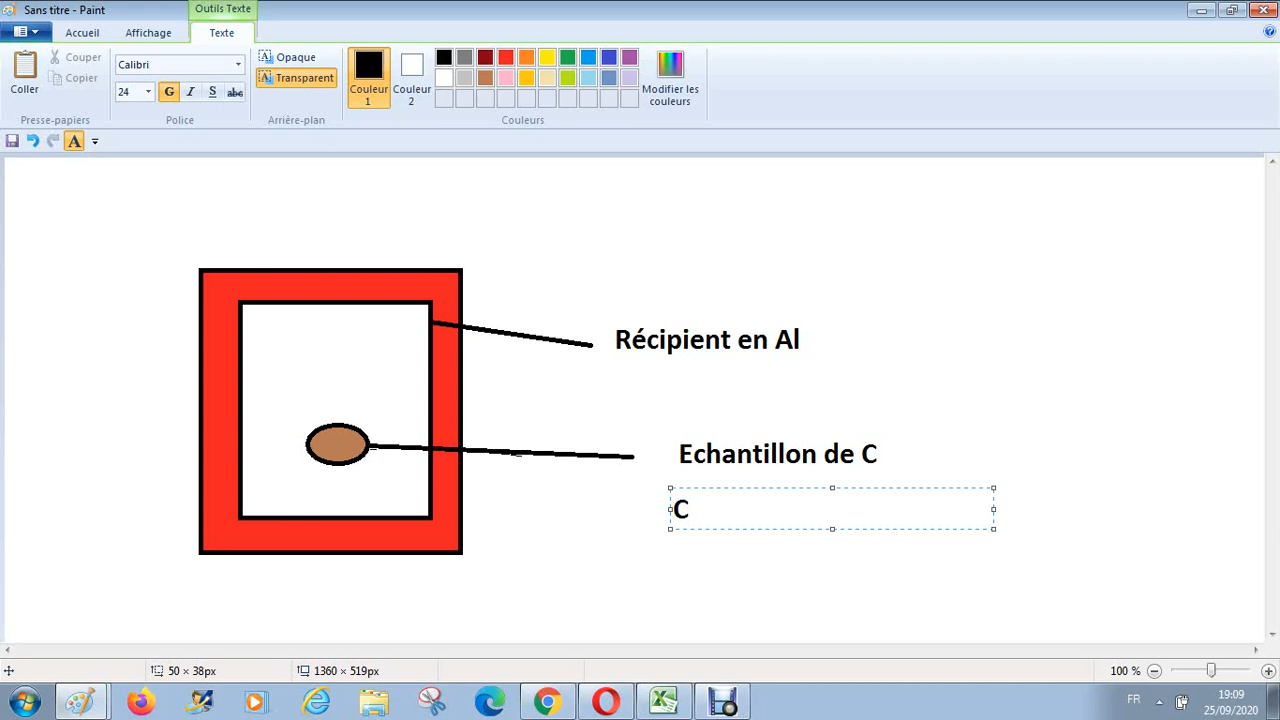 Sans titre - Paint
Outils Texte
Accueil
Affichage
Texte
Coller
Couper
Copier
Presse-papiers
Calibri
24
G I S abc
Police
Opaque
Transparent
Arrière-plan
Couleur 1
Couleur 2
Modifier les couleurs
Couleurs
A
Récipient en Al
Echantillon de C
C
50 × 38px
1360 × 519px
100 %
FR
19:09
25/09/2020